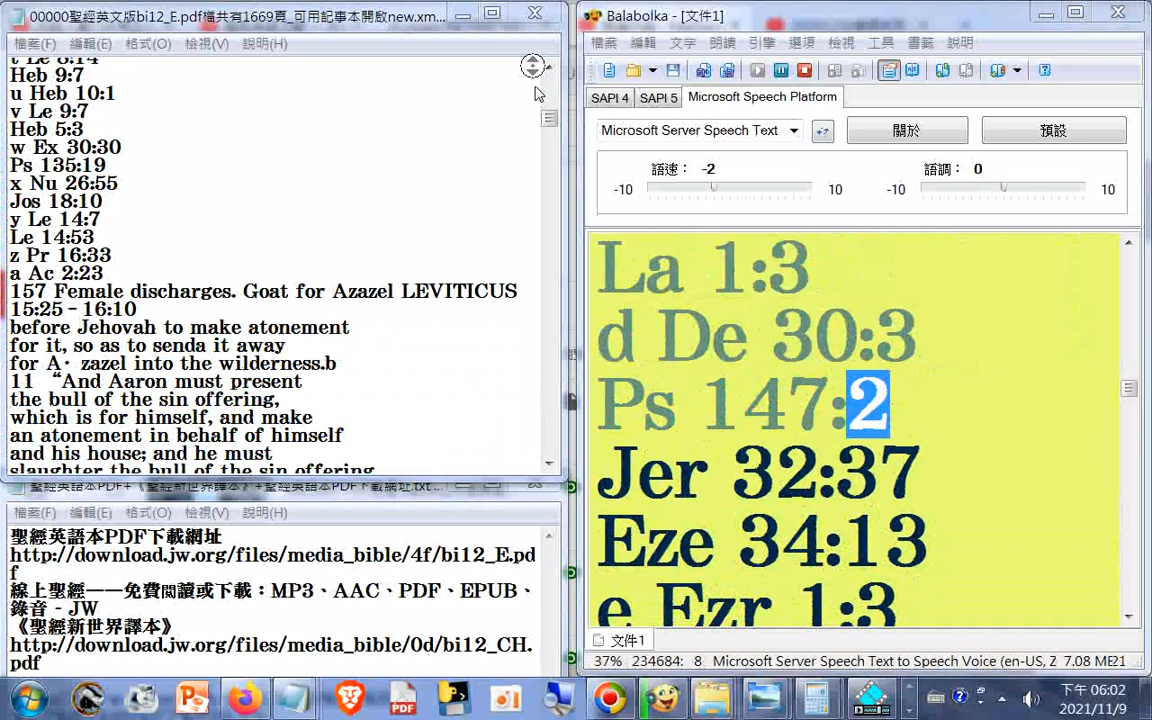 00000聖經英文版bi12_E.pdf檔共有1669頁_可用記事本開啟new.xm...
檔案(F) 編輯(E) 格式(O) 檢視(V) 說明(H)
t Le 8:14
Heb 9:7
u Heb 10:1
v Le 9:7
Heb 5:3
w Ex 30:30
Ps 135:19
x Nu 26:55
Jos 18:10
y Le 14:7
Le 14:53
z Pr 16:33
a Ac 2:23
157 Female discharges. Goat for Azazel LEVITICUS
15:25–16:10
before Jehovah to make atonement
for it, so as to senda it away
for A· zazel into the wilderness.b
11 “And Aaron must present
the bull of the sin offering,
which is for himself, and make
an atonement in behalf of himself
and his house; and he must
slaughter the bull of the sin offering
聖經英語本PDF+《聖經新世界譯本》+聖經英語本PDF下載網址.txt ...
檔案(F) 編輯(E) 格式(O) 檢視(V) 說明(H)
聖經英語本PDF下載網址
http://download.jw.org/files/media_bible/4f/bi12_E.pd
f
線上聖經——免費閱讀或下載：MP3、AAC、PDF、EPUB、
錄音 - JW
《聖經新世界譯本》
http://download.jw.org/files/media_bible/0d/bi12_CH.
pdf
Balabolka - [文件1]
檔案 編輯 文字 朗讀 引擎 選項 檢視 工具 書籤 說明
SAPI 4 SAPI 5 Microsoft Speech Platform
Microsoft Server Speech Text 關於 預設
語速： -2 語調： 0
-10 10 -10 10
La 1:3
d De 30:3
Ps 147:2
Jer 32:37
Eze 34:13
e Ezr 1:3
文件1
37% 234684: 8 Microsoft Server Speech Text to Speech Voice (en-US, Z 7.08 ME21
PDF
下午 06:02
2021/11/9